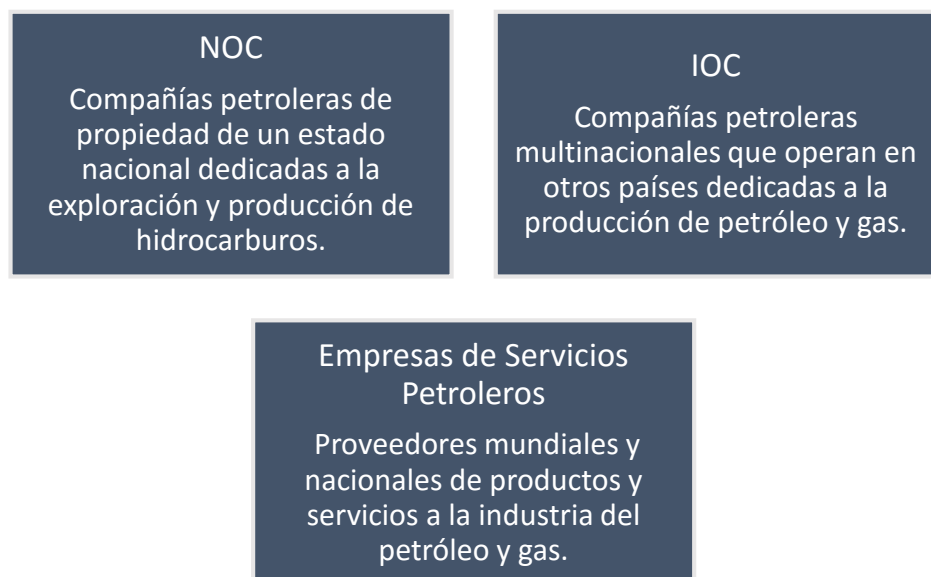 NOC
Compañías petroleras de
propiedad de un estado
nacional dedicadas a la
exploración y producción de
hidrocarburos.
IOC
Compañías petroleras
multinacionales que operan en
otros países dedicadas a la
producción de petróleo y gas.
Empresas de Servicios
Petroleros
Proveedores mundiales y
nacionales de productos y
servicios a la industria del
petróleo y gas.